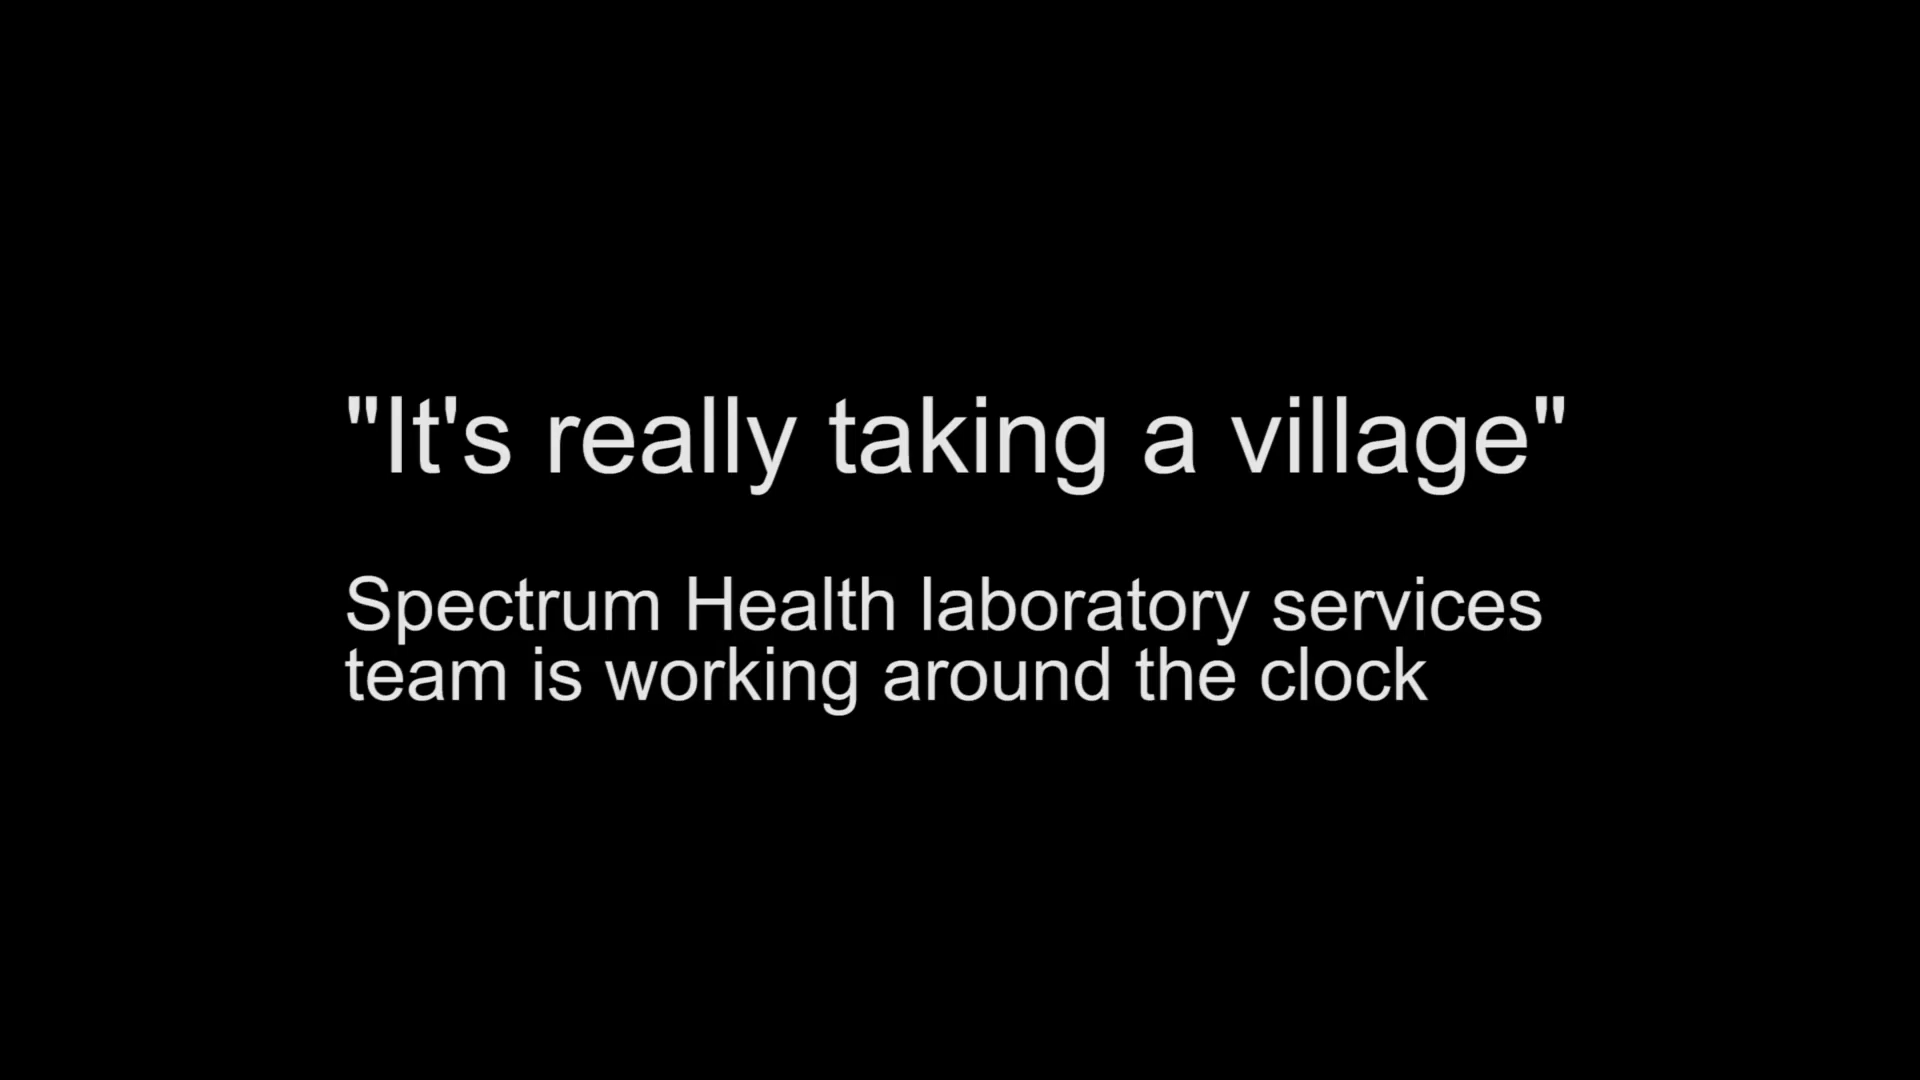 "It's really taking a village"
Spectrum Health laboratory services
team is working around the clock